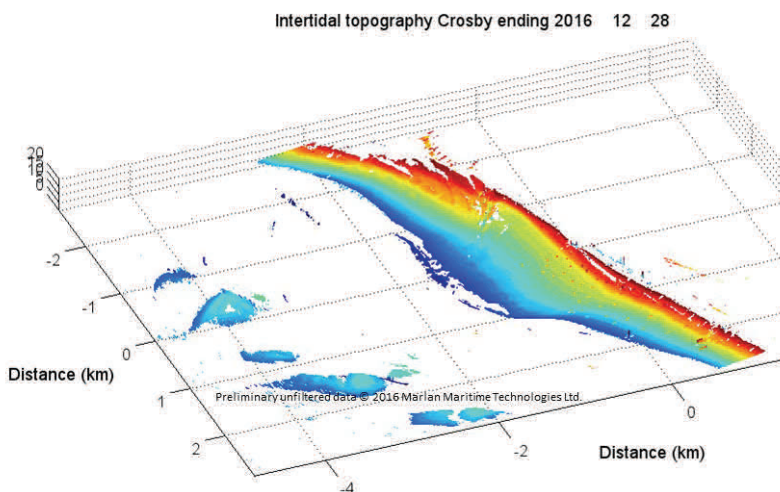 Intertidal topography Crosby ending 2016 12 28
20
0
-2
-1
0
1
2
Distance (km)
Preliminary unfiltered data © 2016 Marlan Maritime Technologies Ltd.
0
-2
-4
Distance (km)